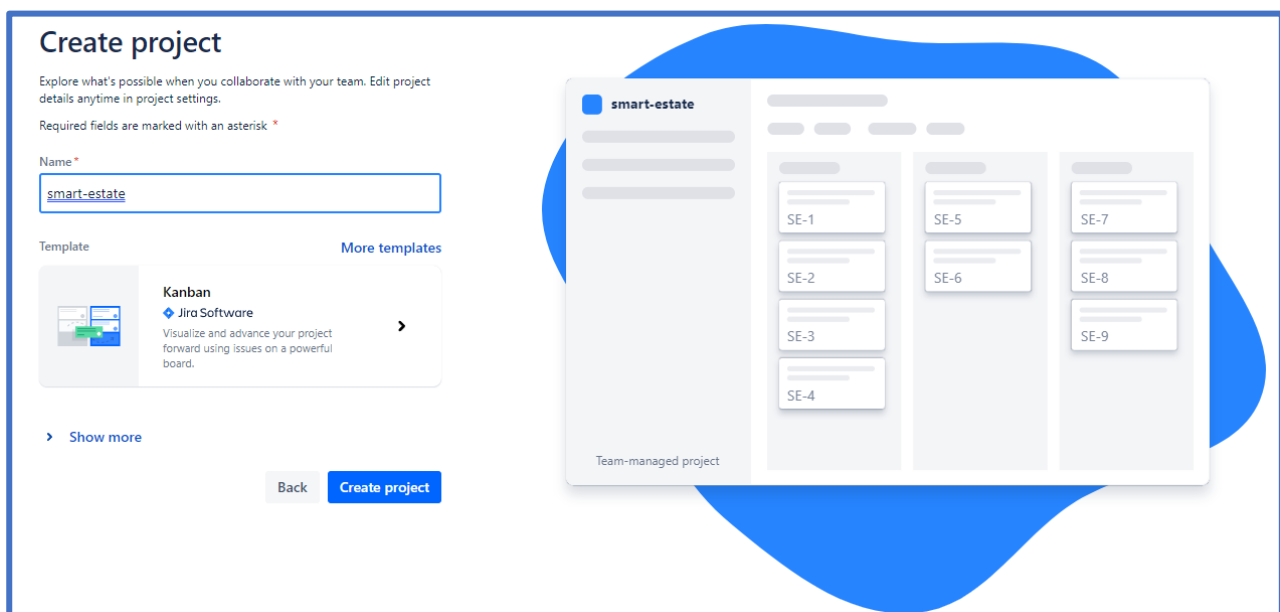 Create project
Explore what's possible when you collaborate with your team. Edit project
details anytime in project settings.
Required fields are marked with an asterisk *
Name *
smart-estate
Template
More templates
Kanban
Jira Software
Visualize and advance your project
forward using issues on a powerful
board.
Show more
Back
Create project
smart-estate
Team-managed project
SE-1
SE-2
SE-3
SE-4
SE-5
SE-6
SE-7
SE-8
SE-9